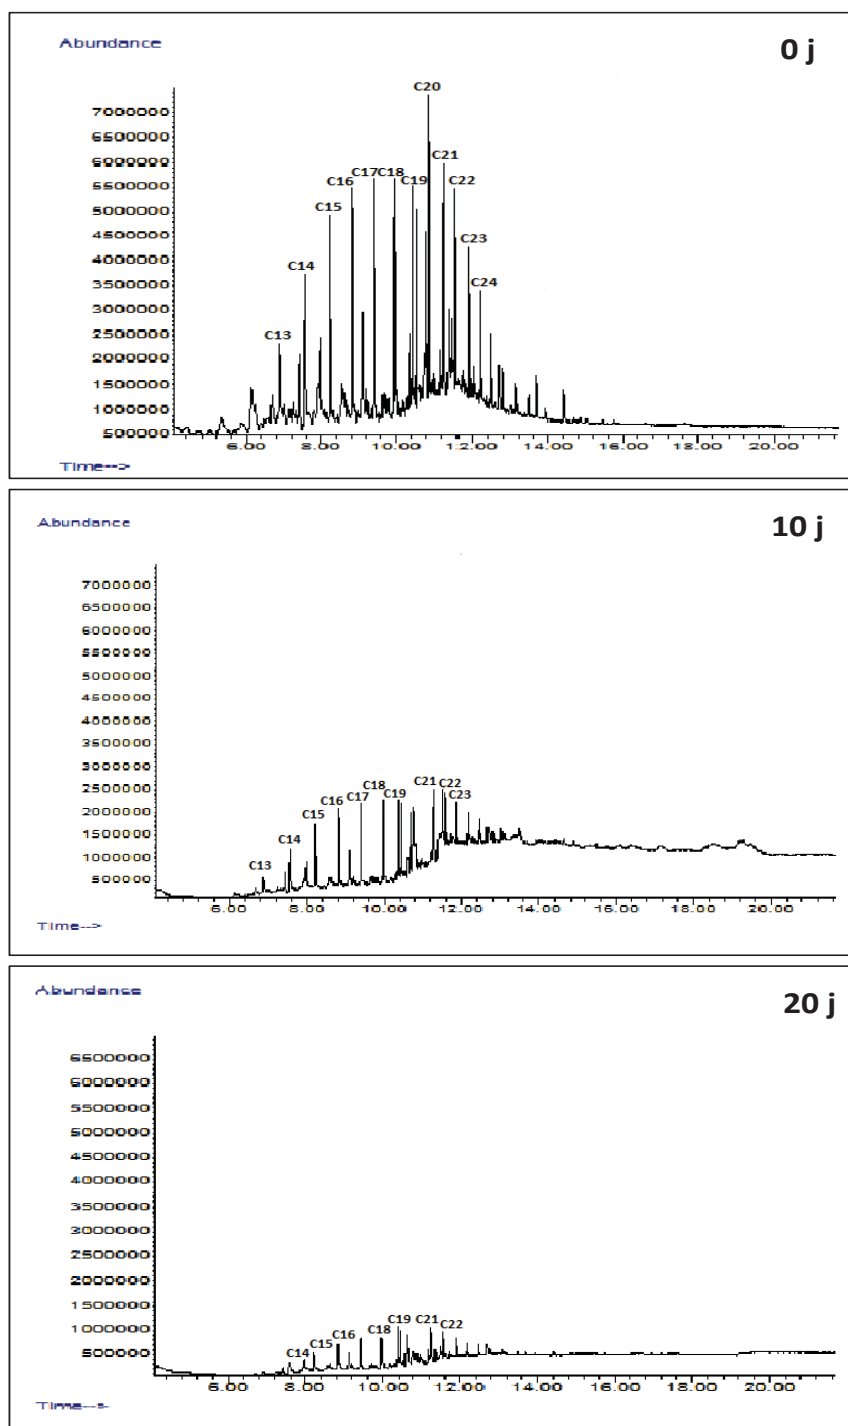 Abundance
0 j
7000000
6500000
6000000
5500000
5000000
4500000
4000000
3500000
3000000
2500000
2000000
1500000
1000000
500000
C13
C14
C15
C16
C17
C18
C19
C20
C21
C22
C23
C24
6.00 8.00 10.00 12.00 14.00 16.00 18.00 20.00
Time-->
Abundance
10 j
7000000
6500000
6000000
5500000
5000000
4500000
4000000
3500000
3000000
2500000
2000000
1500000
1000000
500000
C13
C14
C15
C16
C17
C18
C19
C21
C22
C23
6.00 8.00 10.00 12.00 14.00 16.00 18.00 20.00
Time-->
Abundance
20 j
6500000
6000000
5500000
5000000
4500000
4000000
3500000
3000000
2500000
2000000
1500000
1000000
500000
C14
C15
C16
C18
C19
C21
C22
6.00 8.00 10.00 12.00 14.00 16.00 18.00 20.00
Time-->